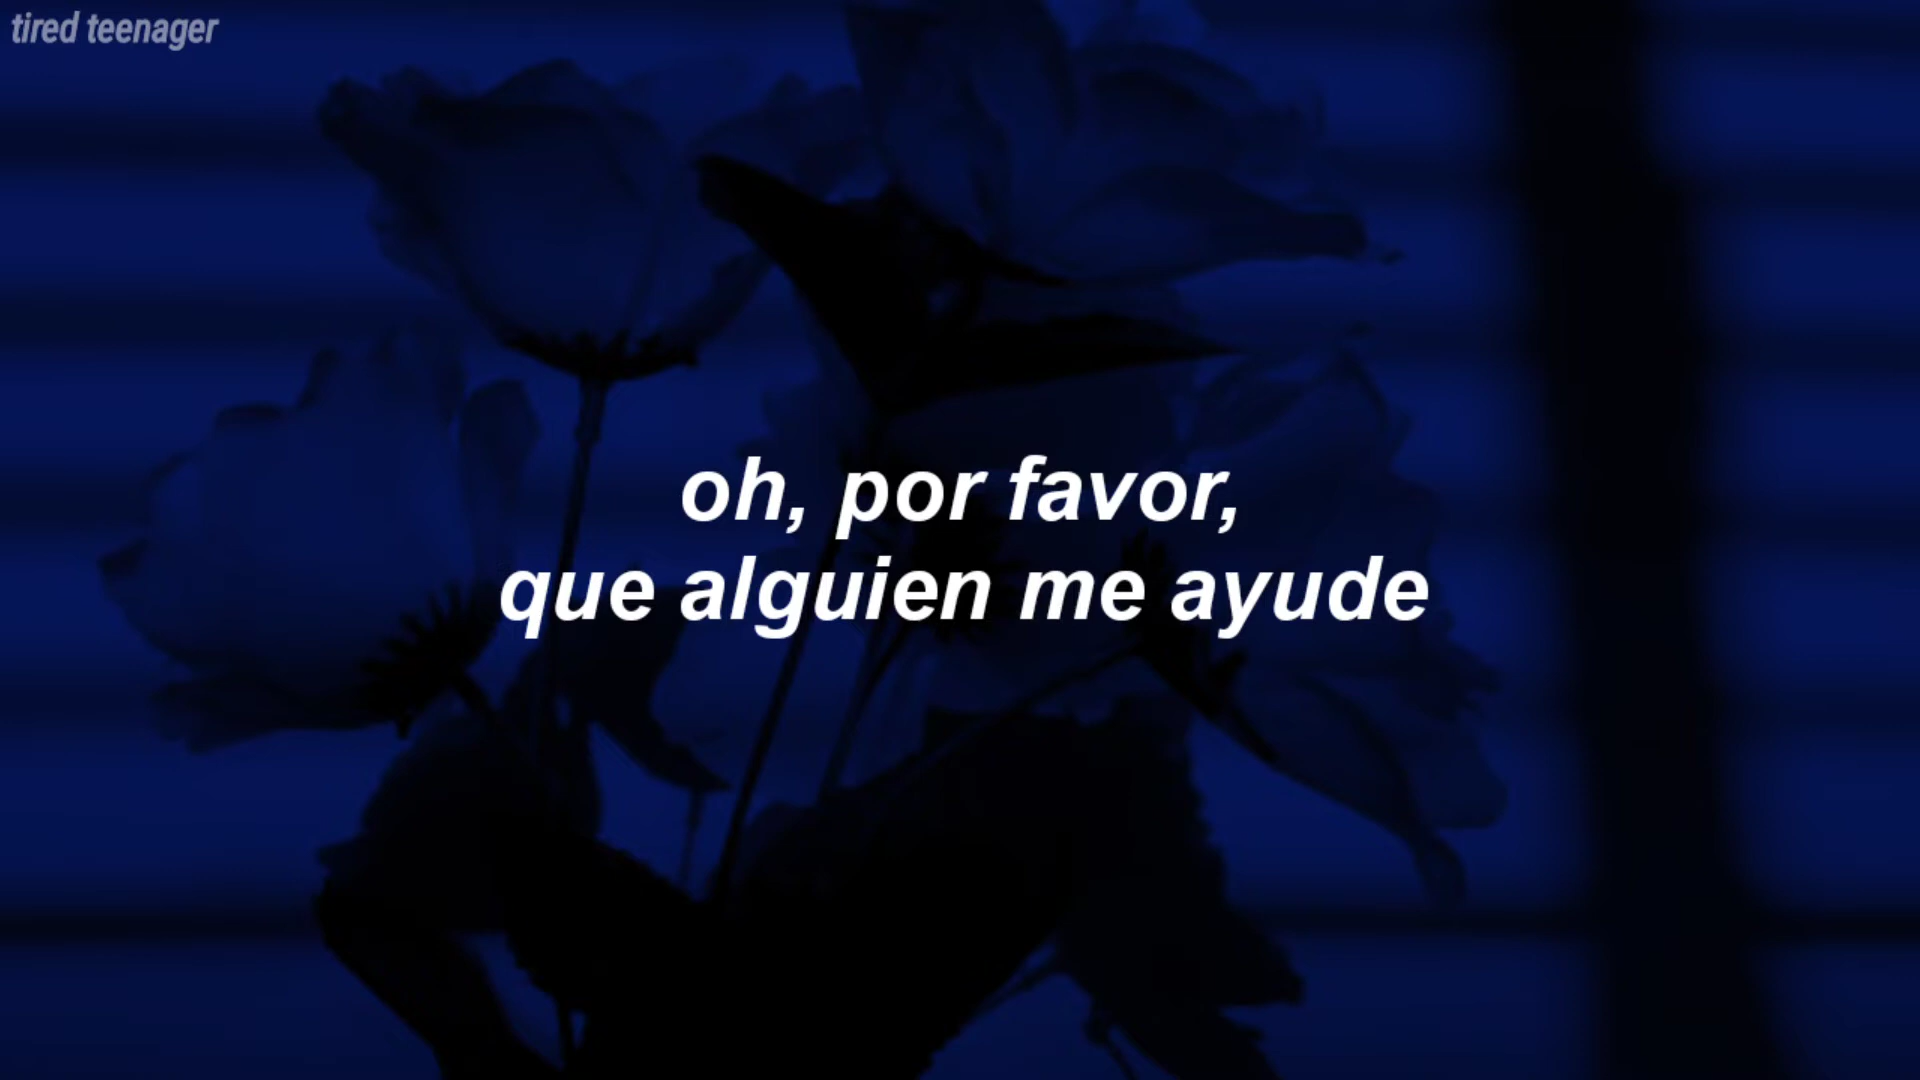 tired teenager
oh, por favor,
que alguien me ayude